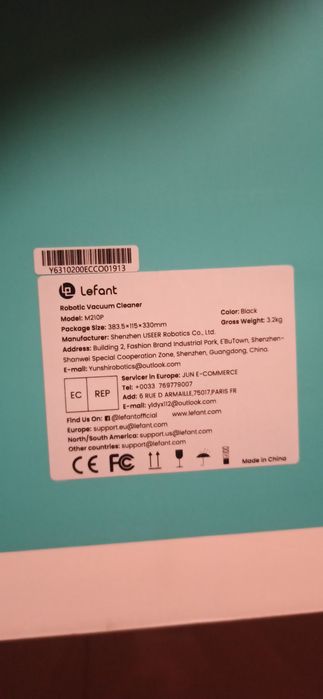 Y6310200ECCO01913
Lefant
Robotic Vacuum Cleaner
Model: M210P Color: Black
Package Size: 383.5×115×330mm Gross Weight: 3.2kg
Manufacturer: Shenzhen USEER Robotics Co., Ltd.
Address: Building 2, Fashion Brand Industrial Park, E'BuTown, Shenzhen-
Shanwei Special Cooperation Zone, Shenzhen, Guangdong, China.
E-mail: Yunshirobotics@outlook.com
EC REP
Servicer in Europe: JUN E-COMMERCE
Tel: +0033 769779007
Add: 6 RUE D ARMAILLE,75017,PARIS FR
E-mail: yldyx112@outlook.com
Find Us On: @lefantofficial www.lefant.com
Europe: support.eu@lefant.com
North/South America: support.us@lefant.com
Other countries: support@lefant.com
CE FC Made in China